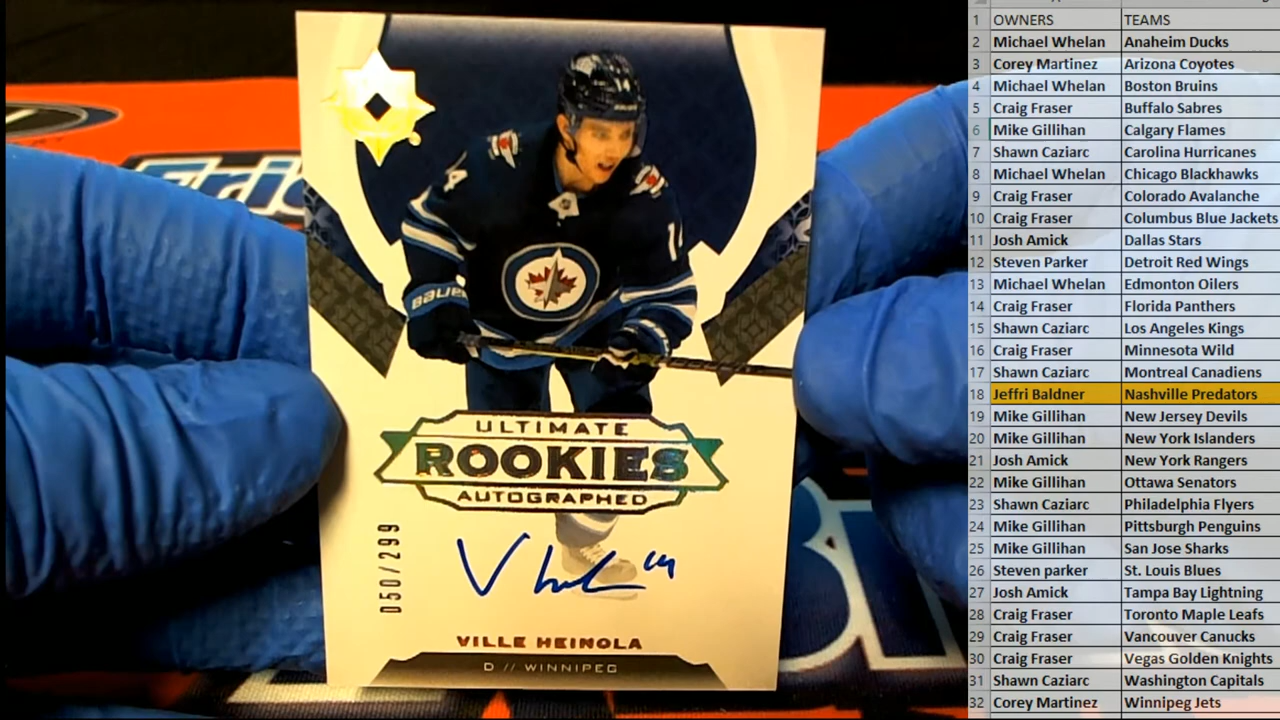 14
14
14
BAUER
ULTIMATE
ROOKIES
AUTOGRAPHED
050/299
14
VILLE HEINOLA
D // WINNIPEG
1 OWNERS TEAMS
2 Michael Whelan Anaheim Ducks
3 Corey Martinez Arizona Coyotes
4 Michael Whelan Boston Bruins
5 Craig Fraser Buffalo Sabres
6 Mike Gillihan Calgary Flames
7 Shawn Caziarc Carolina Hurricanes
8 Michael Whelan Chicago Blackhawks
9 Craig Fraser Colorado Avalanche
10 Craig Fraser Columbus Blue Jackets
11 Josh Amick Dallas Stars
12 Steven Parker Detroit Red Wings
13 Michael Whelan Edmonton Oilers
14 Craig Fraser Florida Panthers
15 Shawn Caziarc Los Angeles Kings
16 Craig Fraser Minnesota Wild
17 Shawn Caziarc Montreal Canadiens
18 Jeffri Baldner Nashville Predators
19 Mike Gillihan New Jersey Devils
20 Mike Gillihan New York Islanders
21 Josh Amick New York Rangers
22 Mike Gillihan Ottawa Senators
23 Shawn Caziarc Philadelphia Flyers
24 Mike Gillihan Pittsburgh Penguins
25 Mike Gillihan San Jose Sharks
26 Steven parker St. Louis Blues
27 Josh Amick Tampa Bay Lightning
28 Craig Fraser Toronto Maple Leafs
29 Craig Fraser Vancouver Canucks
30 Craig Fraser Vegas Golden Knights
31 Shawn Caziarc Washington Capitals
32 Corey Martinez Winnipeg Jets